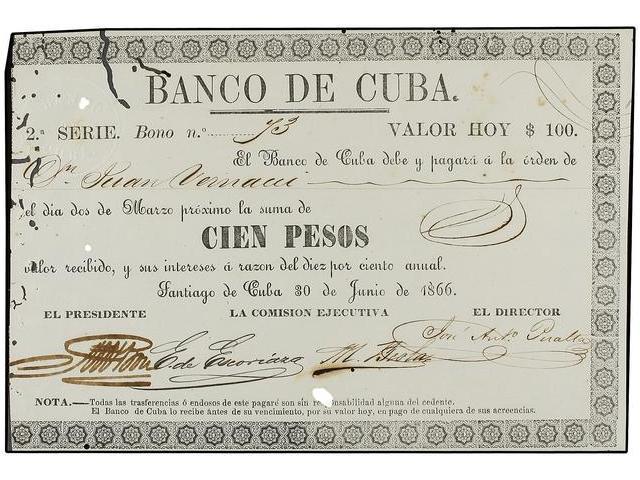 BANCO DE CUBA.
2.a SERIE. Bono n.o 73 VALOR HOY $ 100.
El Banco de Cuba debe y pagará á la órden de
Dn. Juan Vernacci
el dia dos de Marzo próximo la suma de
CIEN PESOS
valor recibido, y sus intereses á razon del diez por ciento anual.
Santiago de Cuba 30 de Junio de 1866.
EL PRESIDENTE LA COMISION EJECUTIVA EL DIRECTOR
José Anto. Peralta
E. de Escoriaza M.
NOTA.—Todas las trasferencias ó endosos de este pagaré son sin responsabilidad alguna del cedente.
El Banco de Cuba lo recibe ántes de su vencimiento, por su valor hoy, en pago de cualquiera de sus acreencias.